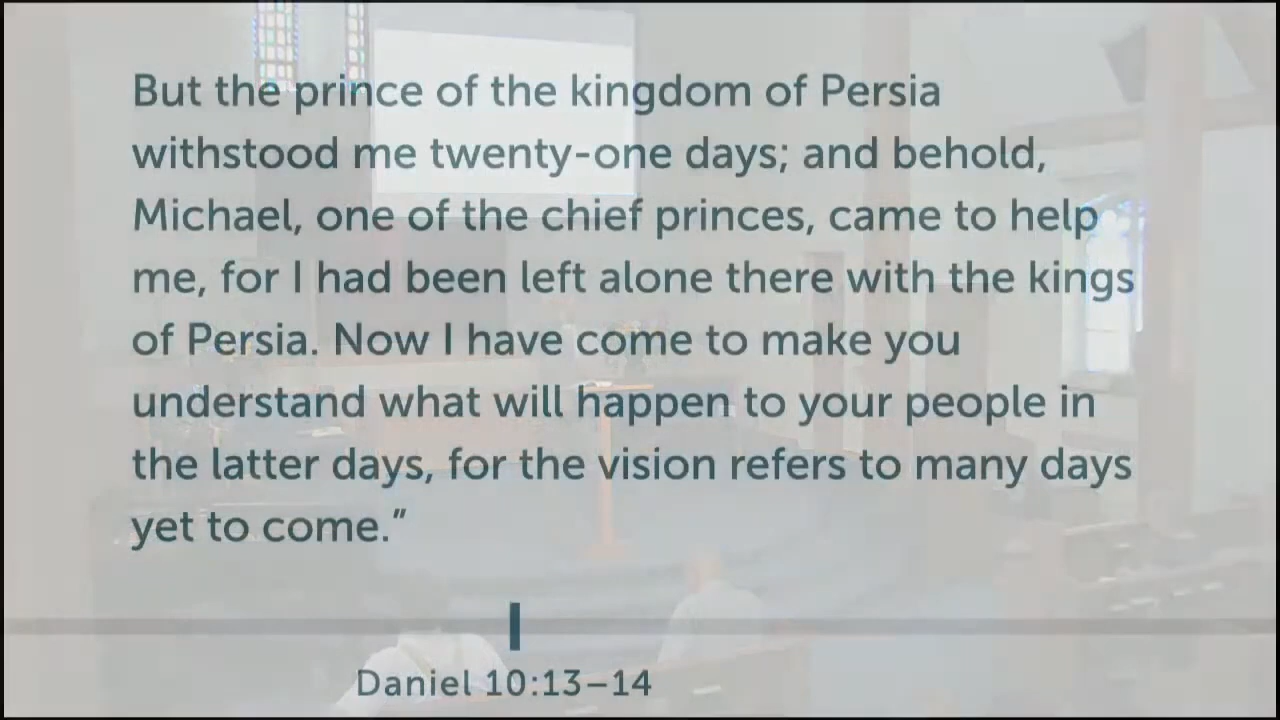 But the prince of the kingdom of Persia
withstood me twenty-one days; and behold,
Michael, one of the chief princes, came to help
me, for I had been left alone there with the kings
of Persia. Now I have come to make you
understand what will happen to your people in
the latter days, for the vision refers to many days
yet to come.”
Daniel 10:13–14